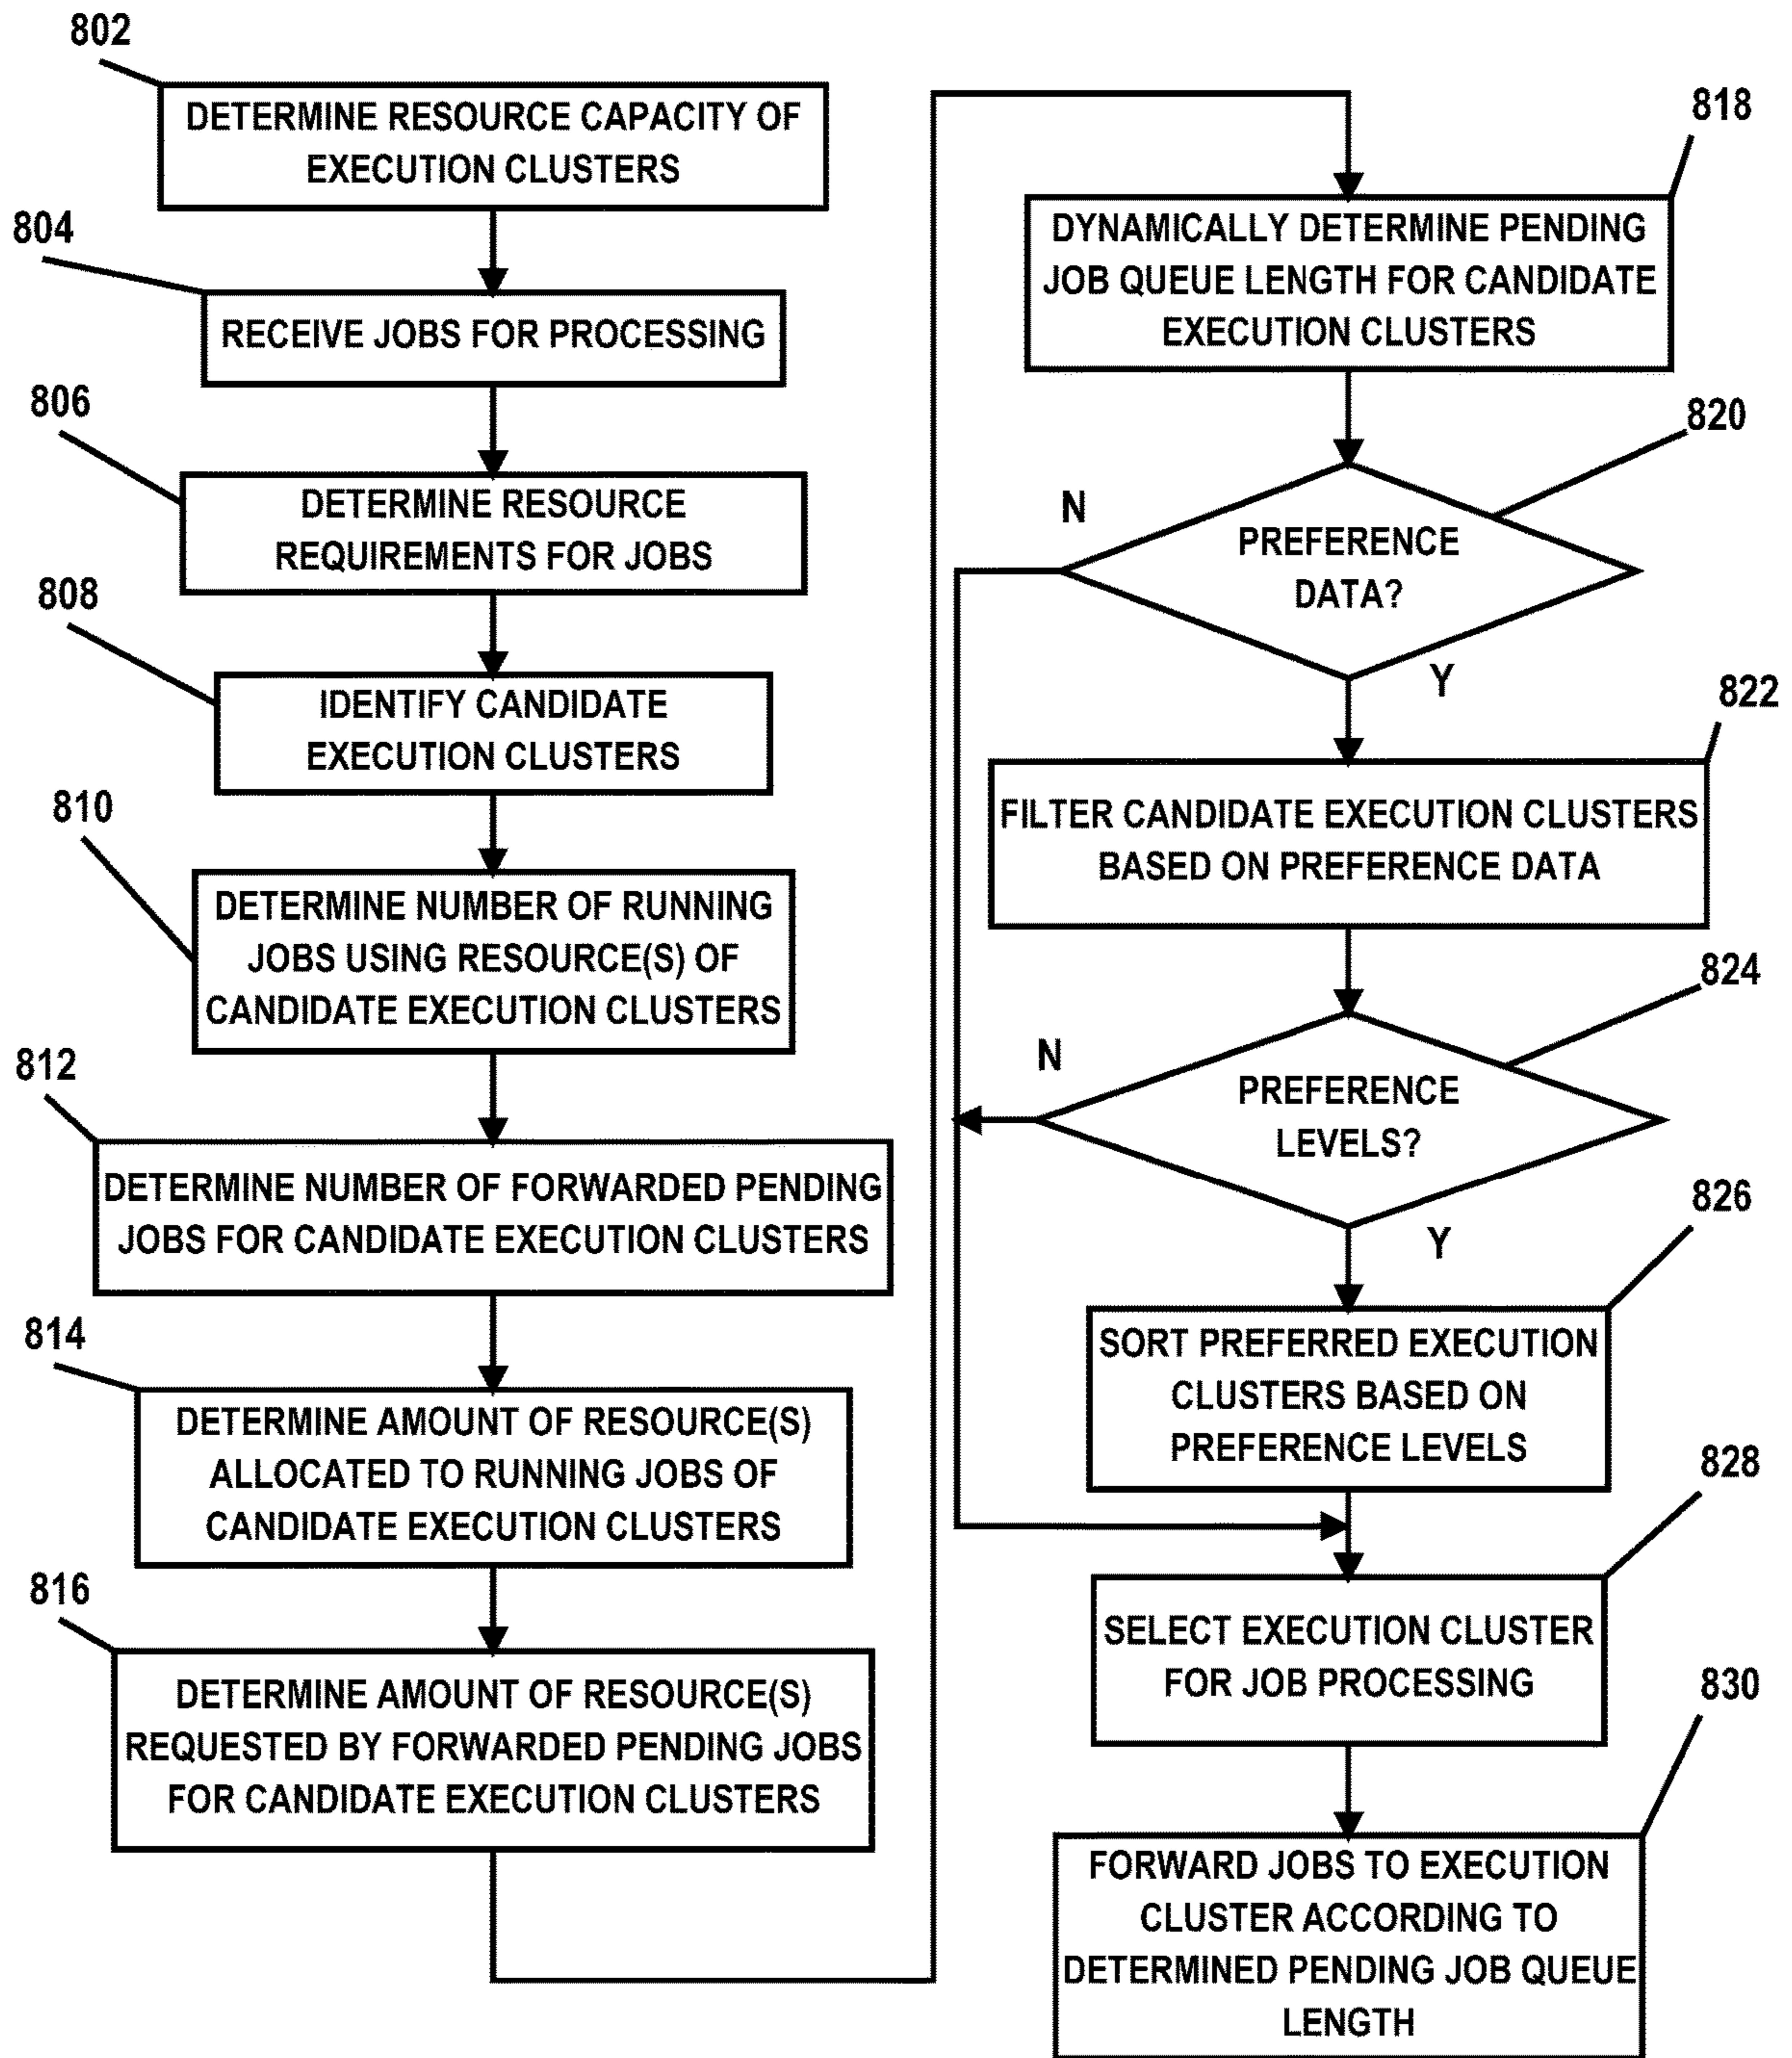 802
DETERMINE RESOURCE CAPACITY OF
EXECUTION CLUSTERS
804
RECEIVE JOBS FOR PROCESSING
806
DETERMINE RESOURCE
REQUIREMENTS FOR JOBS
808
IDENTIFY CANDIDATE
EXECUTION CLUSTERS
810
DETERMINE NUMBER OF RUNNING
JOBS USING RESOURCE(S) OF
CANDIDATE EXECUTION CLUSTERS
812
DETERMINE NUMBER OF FORWARDED PENDING
JOBS FOR CANDIDATE EXECUTION CLUSTERS
814
DETERMINE AMOUNT OF RESOURCE(S)
ALLOCATED TO RUNNING JOBS OF
CANDIDATE EXECUTION CLUSTERS
816
DETERMINE AMOUNT OF RESOURCE(S)
REQUESTED BY FORWARDED PENDING JOBS
FOR CANDIDATE EXECUTION CLUSTERS
818
DYNAMICALLY DETERMINE PENDING
JOB QUEUE LENGTH FOR CANDIDATE
EXECUTION CLUSTERS
820
N
PREFERENCE
DATA?
Y
822
FILTER CANDIDATE EXECUTION CLUSTERS
BASED ON PREFERENCE DATA
824
N
PREFERENCE
LEVELS?
Y
826
SORT PREFERRED EXECUTION
CLUSTERS BASED ON
PREFERENCE LEVELS
828
SELECT EXECUTION CLUSTER
FOR JOB PROCESSING
830
FORWARD JOBS TO EXECUTION
CLUSTER ACCORDING TO
DETERMINED PENDING JOB QUEUE
LENGTH